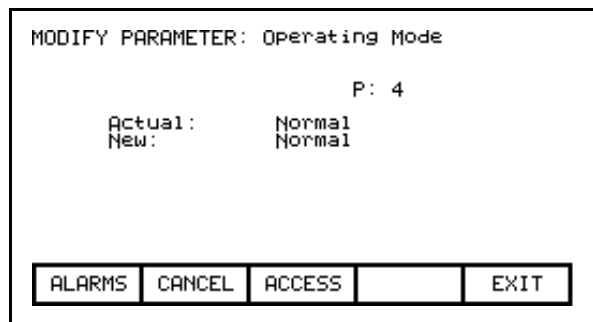 MODIFY PARAMETER: Operating Mode
P: 4
Actual: Normal
New: Normal
ALARMS CANCEL ACCESS EXIT